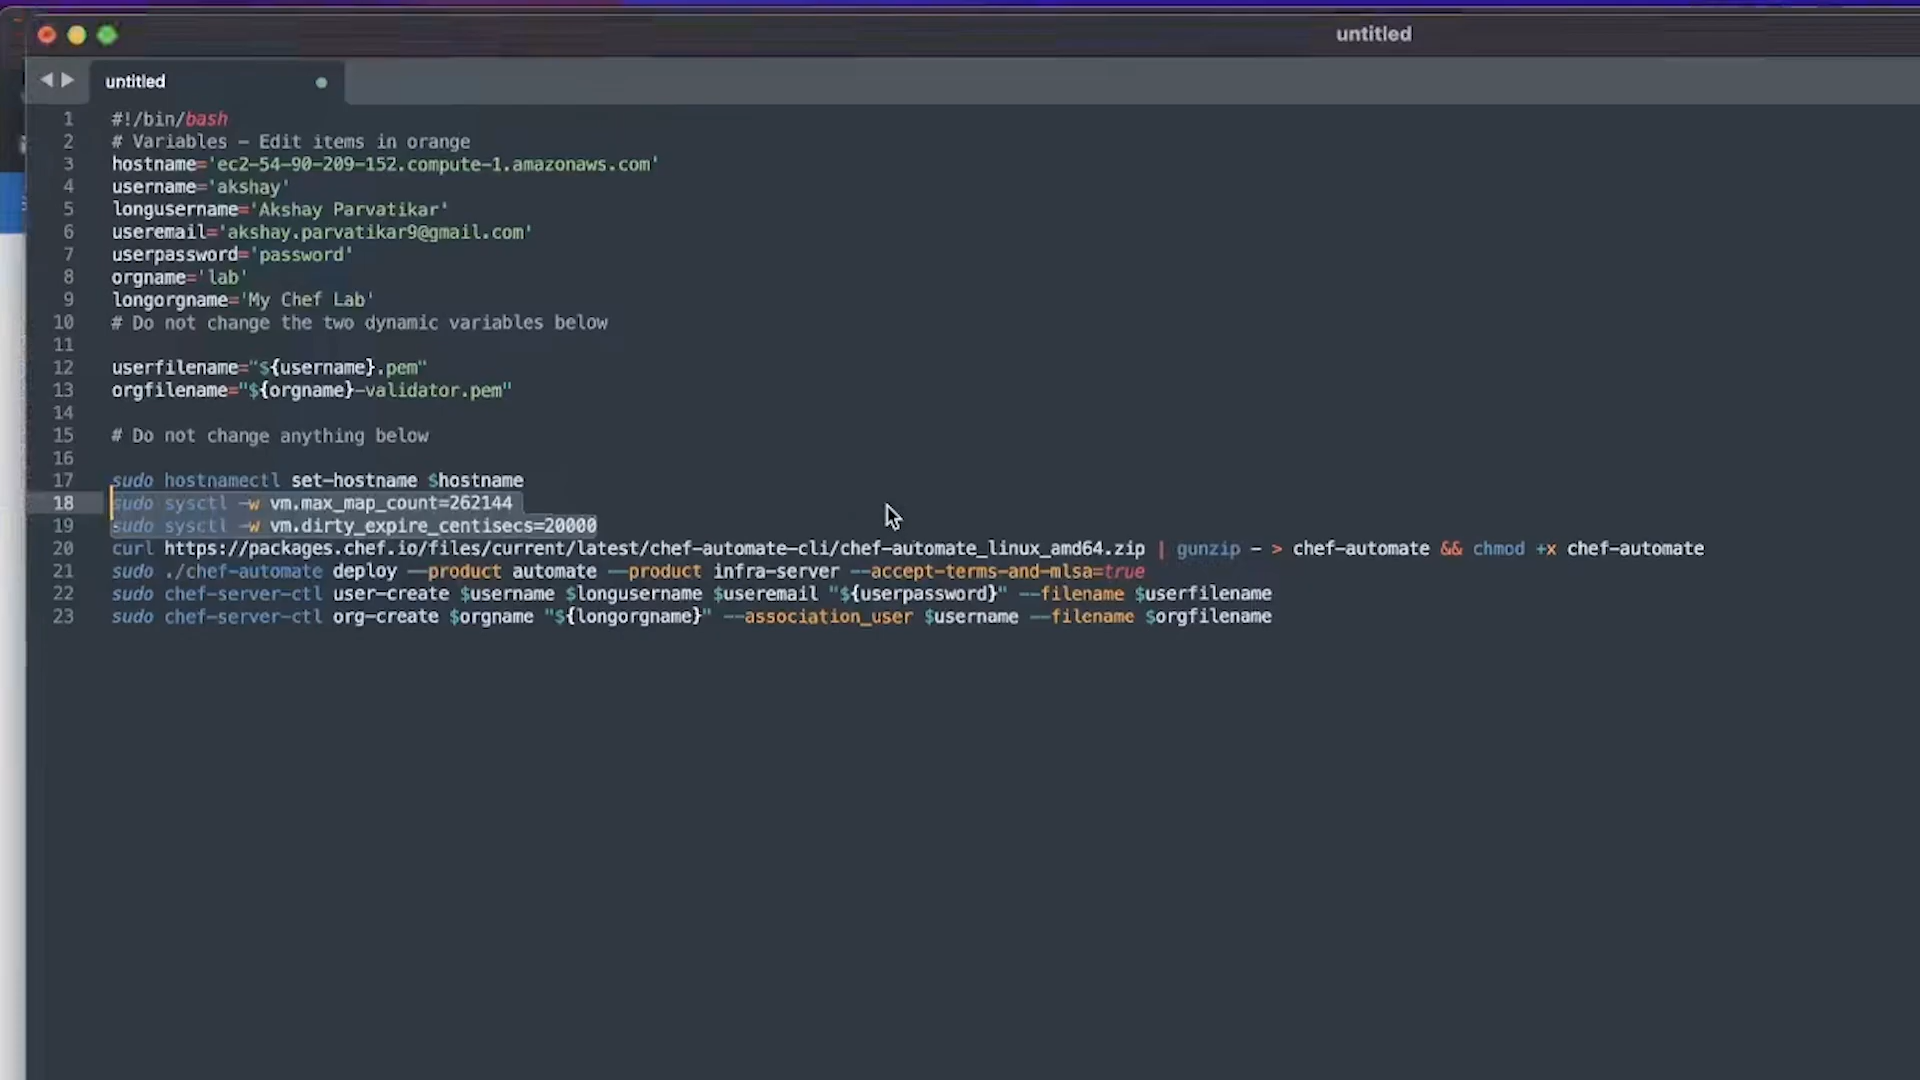 untitled
untitled
1 #!/bin/bash
2 # Variables - Edit items in orange
3 hostname='ec2-54-90-209-152.compute-1.amazonaws.com'
4 username='akshay'
5 longusername='Akshay Parvatikar'
6 useremail='akshay.parvatikar9@gmail.com'
7 userpassword='password'
8 orgname='lab'
9 longorgname='My Chef Lab'
10 # Do not change the two dynamic variables below
11
12 userfilename="${username}.pem"
13 orgfilename="${orgname}-validator.pem"
14
15 # Do not change anything below
16
17 sudo hostnamectl set-hostname $hostname
18 sudo sysctl -w vm.max_map_count=262144
19 sudo sysctl -w vm.dirty_expire_centisecs=20000
20 curl https://packages.chef.io/files/current/latest/chef-automate-cli/chef-automate_linux_amd64.zip | gunzip - > chef-automate && chmod +x chef-automate
21 sudo ./chef-automate deploy --product automate --product infra-server --accept-terms-and-mlsa=true
22 sudo chef-server-ctl user-create $username $longusername $useremail "${userpassword}" --filename $userfilename
23 sudo chef-server-ctl org-create $orgname "${longorgname}" --association_user $username --filename $orgfilename